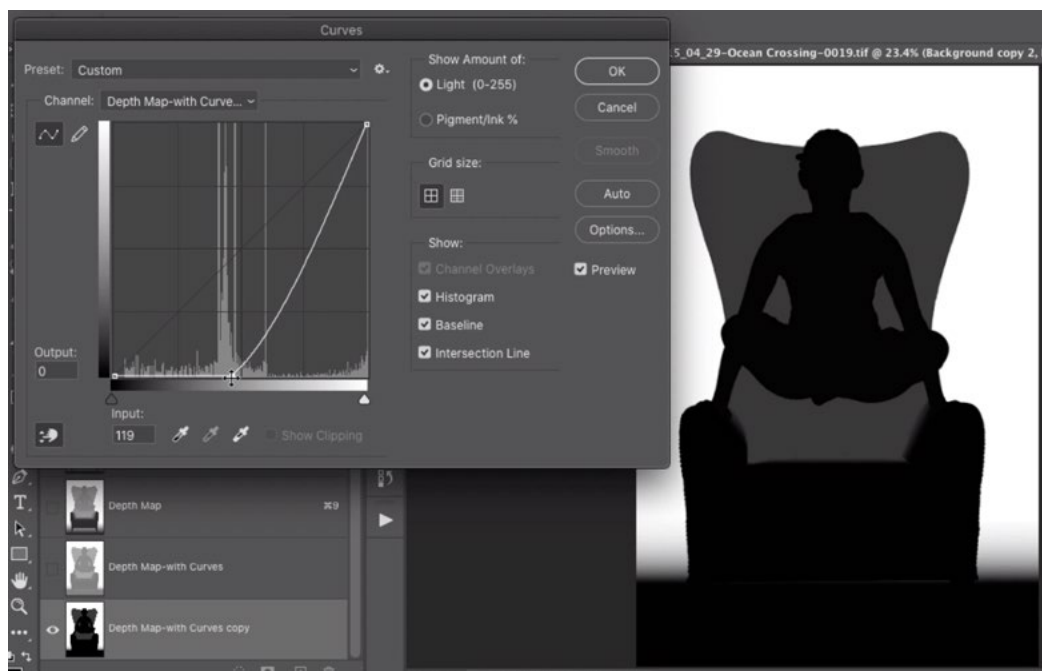 Curves
.5_04_29-Ocean Crossing-0019.tif @ 23.4% (Background copy 2,
Preset: Custom
Channel: Depth Map-with Curve...
Show Amount of:
Light (0-255)
Pigment/Ink %
Grid size:
Show:
Channel Overlays
Histogram
Baseline
Intersection Line
OK
Cancel
Smooth
Auto
Options...
Preview
Output:
0
Input:
119
Show Clipping
T
Depth Map
⌘9
Depth Map-with Curves
Depth Map-with Curves copy